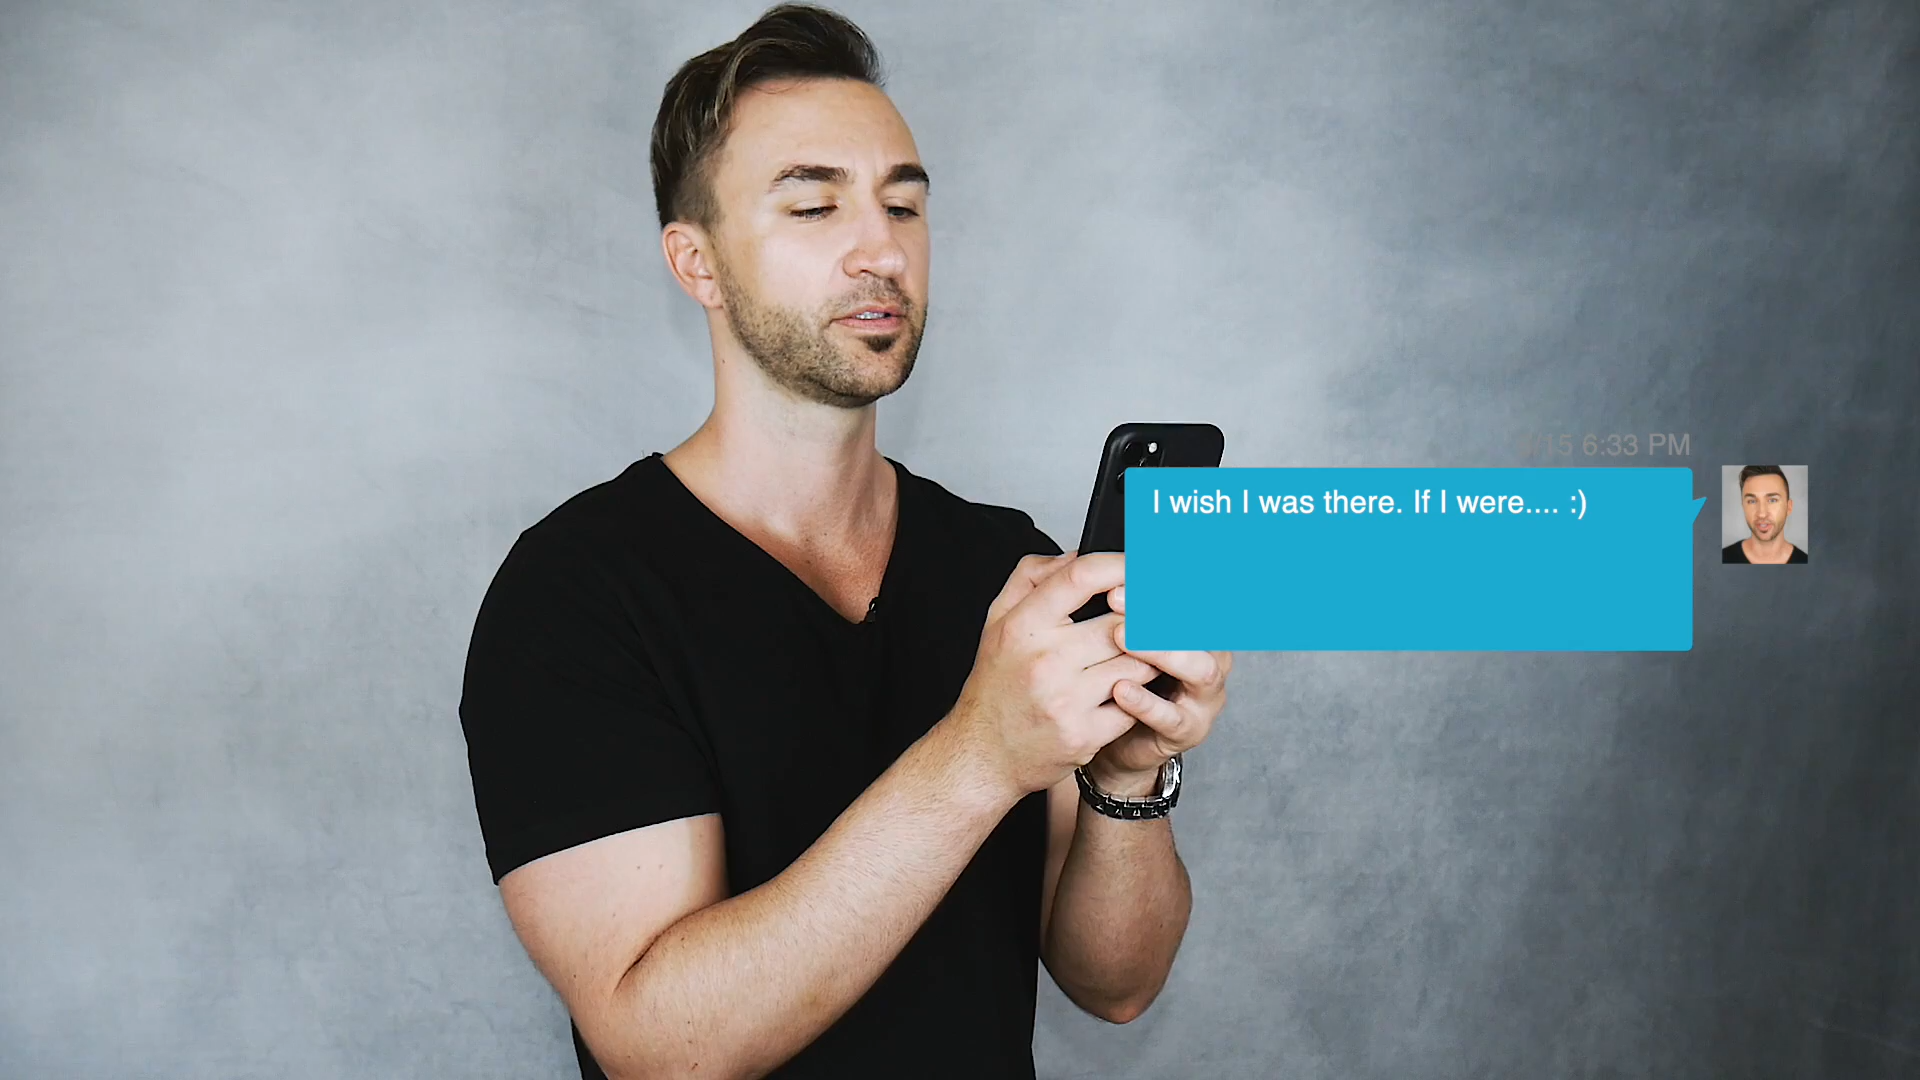 6:33 PM
I wish I was there. If I were.... :)